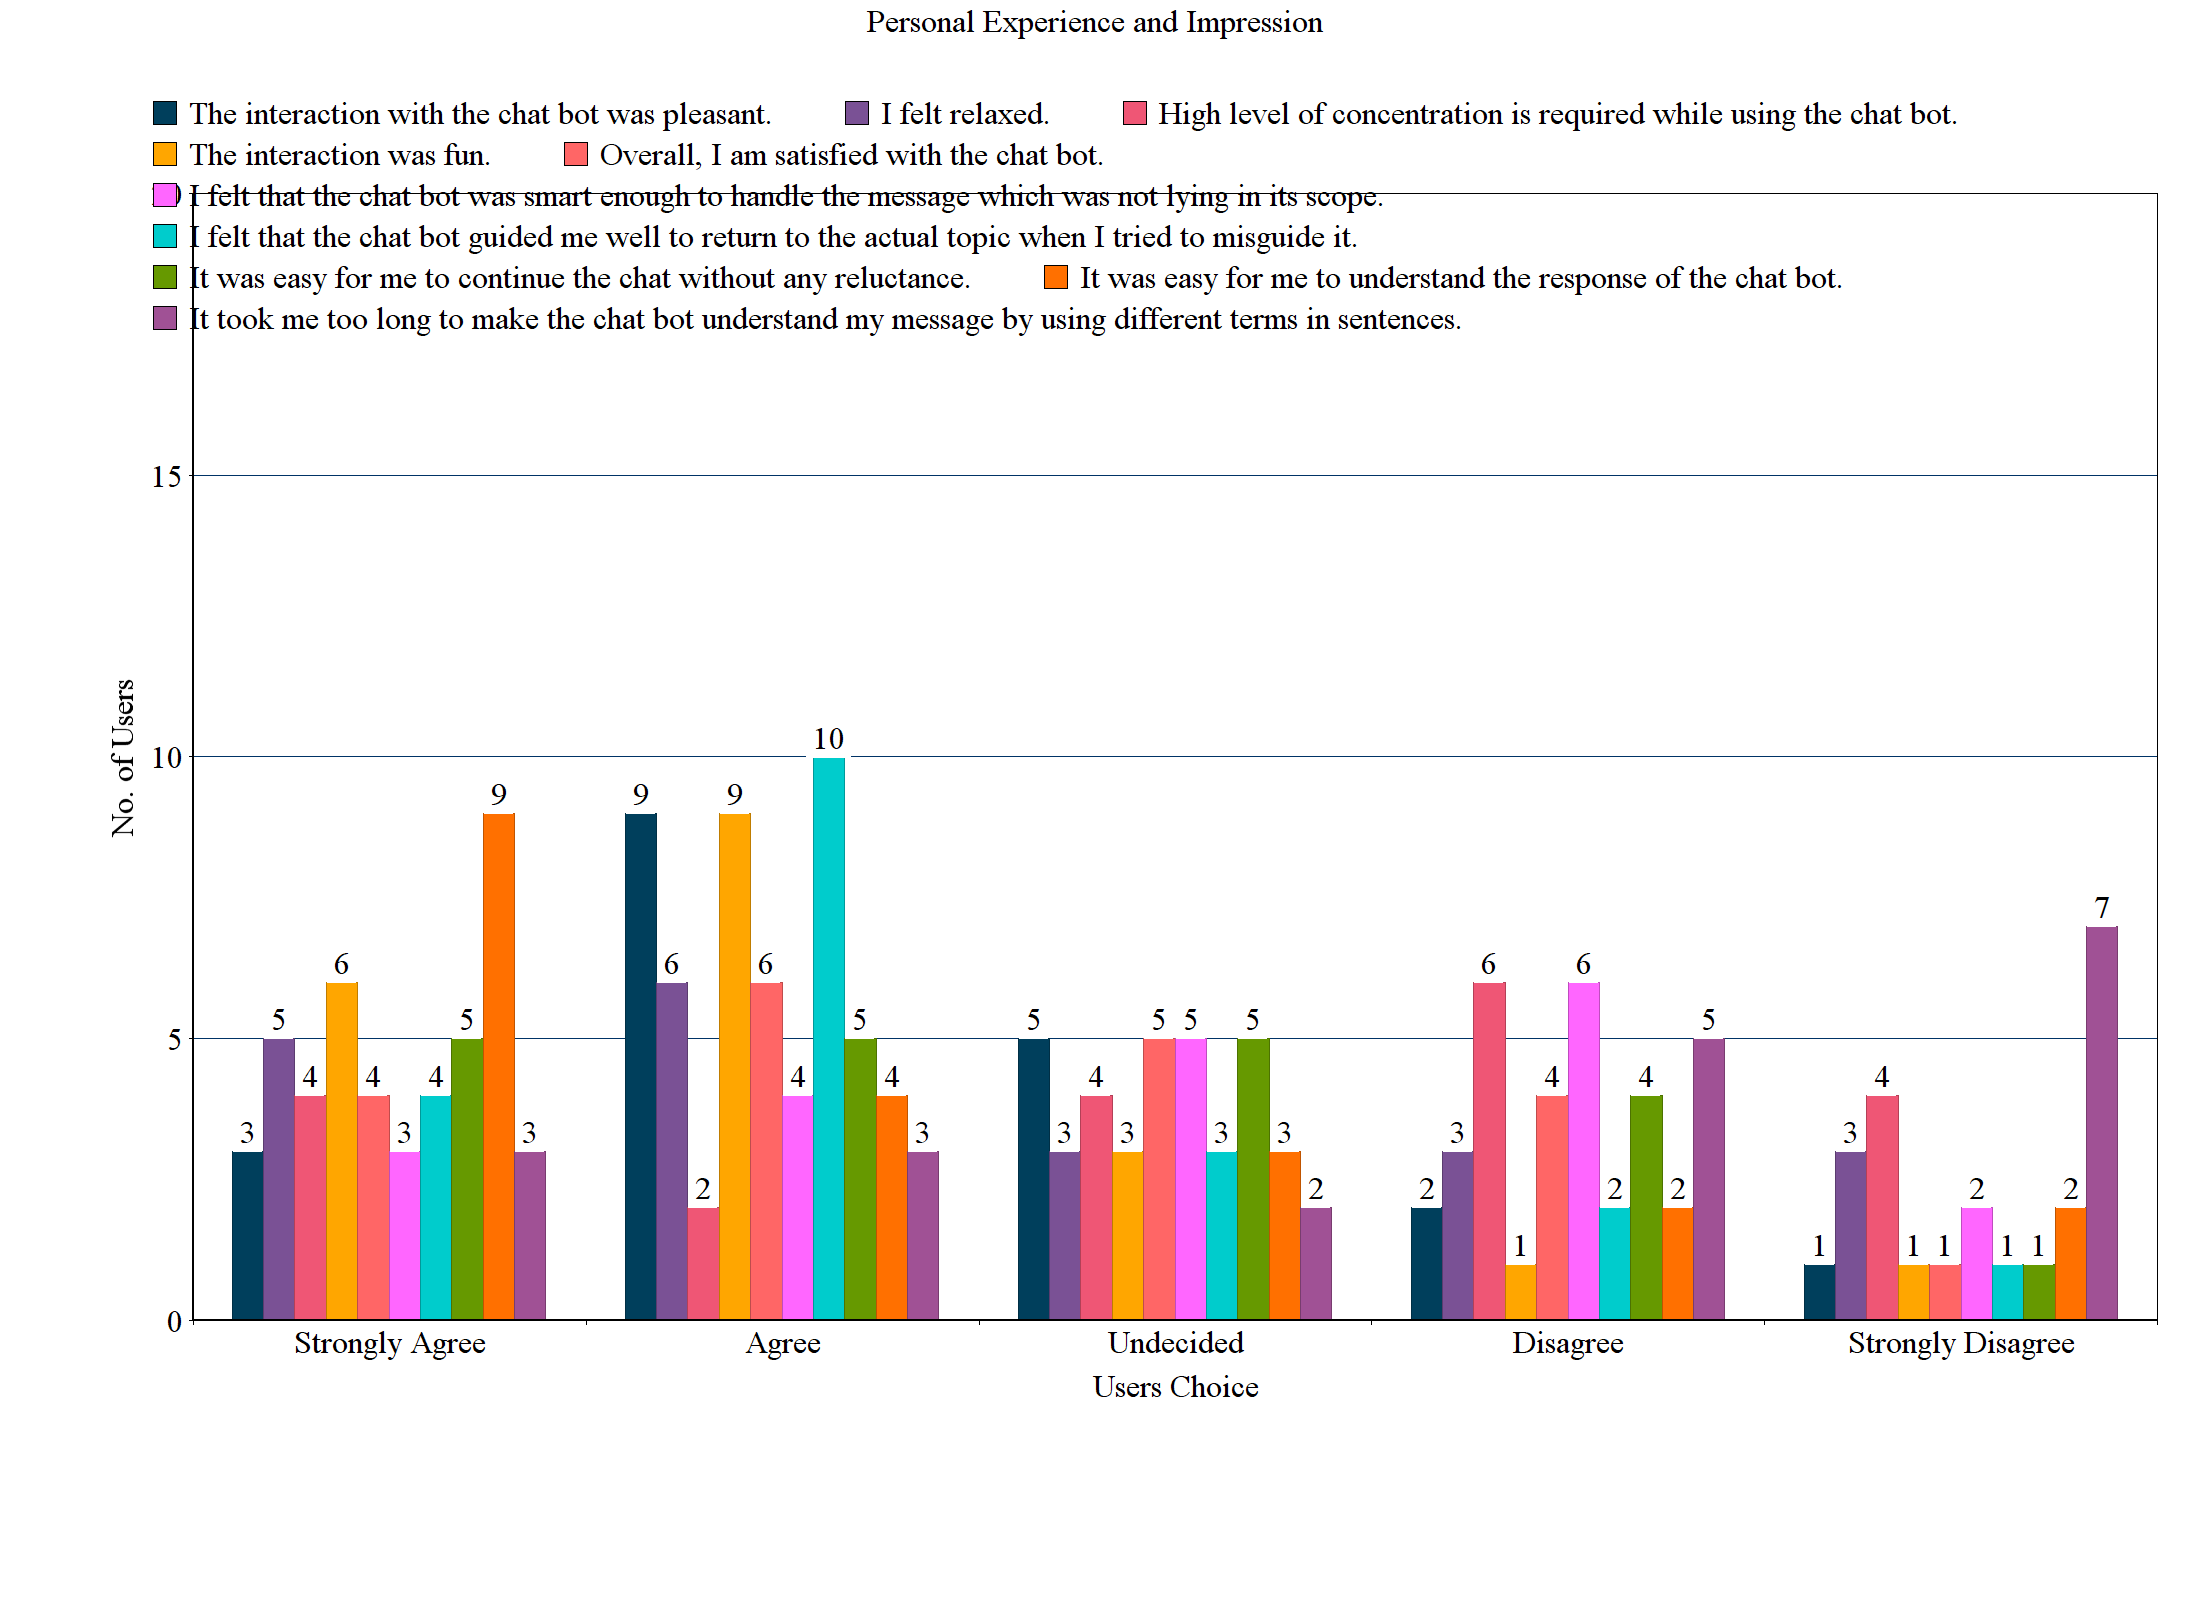 Personal Experience and Impression
The interaction with the chat bot was pleasant. I felt relaxed. High level of concentration is required while using the chat bot.
The interaction was fun. Overall, I am satisfied with the chat bot.
I felt that the chat bot was smart enough to handle the message which was not lying in its scope.
I felt that the chat bot guided me well to return to the actual topic when I tried to misguide it.
It was easy for me to continue the chat without any reluctance. It was easy for me to understand the response of the chat bot.
It took me too long to make the chat bot understand my message by using different terms in sentences.
No. of Users
15
10
5
0
3 5 4 6 4 3 4 5 9 3
9 6 2 9 6 4 10 5 4 3
5 3 4 3 5 5 3 5 3 2
2 3 6 1 4 6 2 4 2 5
1 3 4 1 1 2 1 1 2 7
Strongly Agree Agree Undecided Disagree Strongly Disagree
Users Choice